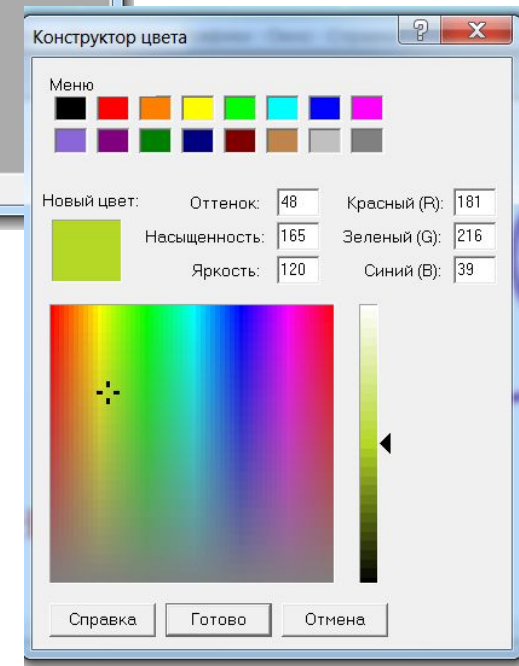 Конструктор цвета
Меню
Новый цвет:
Оттенок: 48 Красный (R): 181
Насыщенность: 165 Зеленый (G): 216
Яркость: 120 Синий (B): 39
Справка Готово Отмена